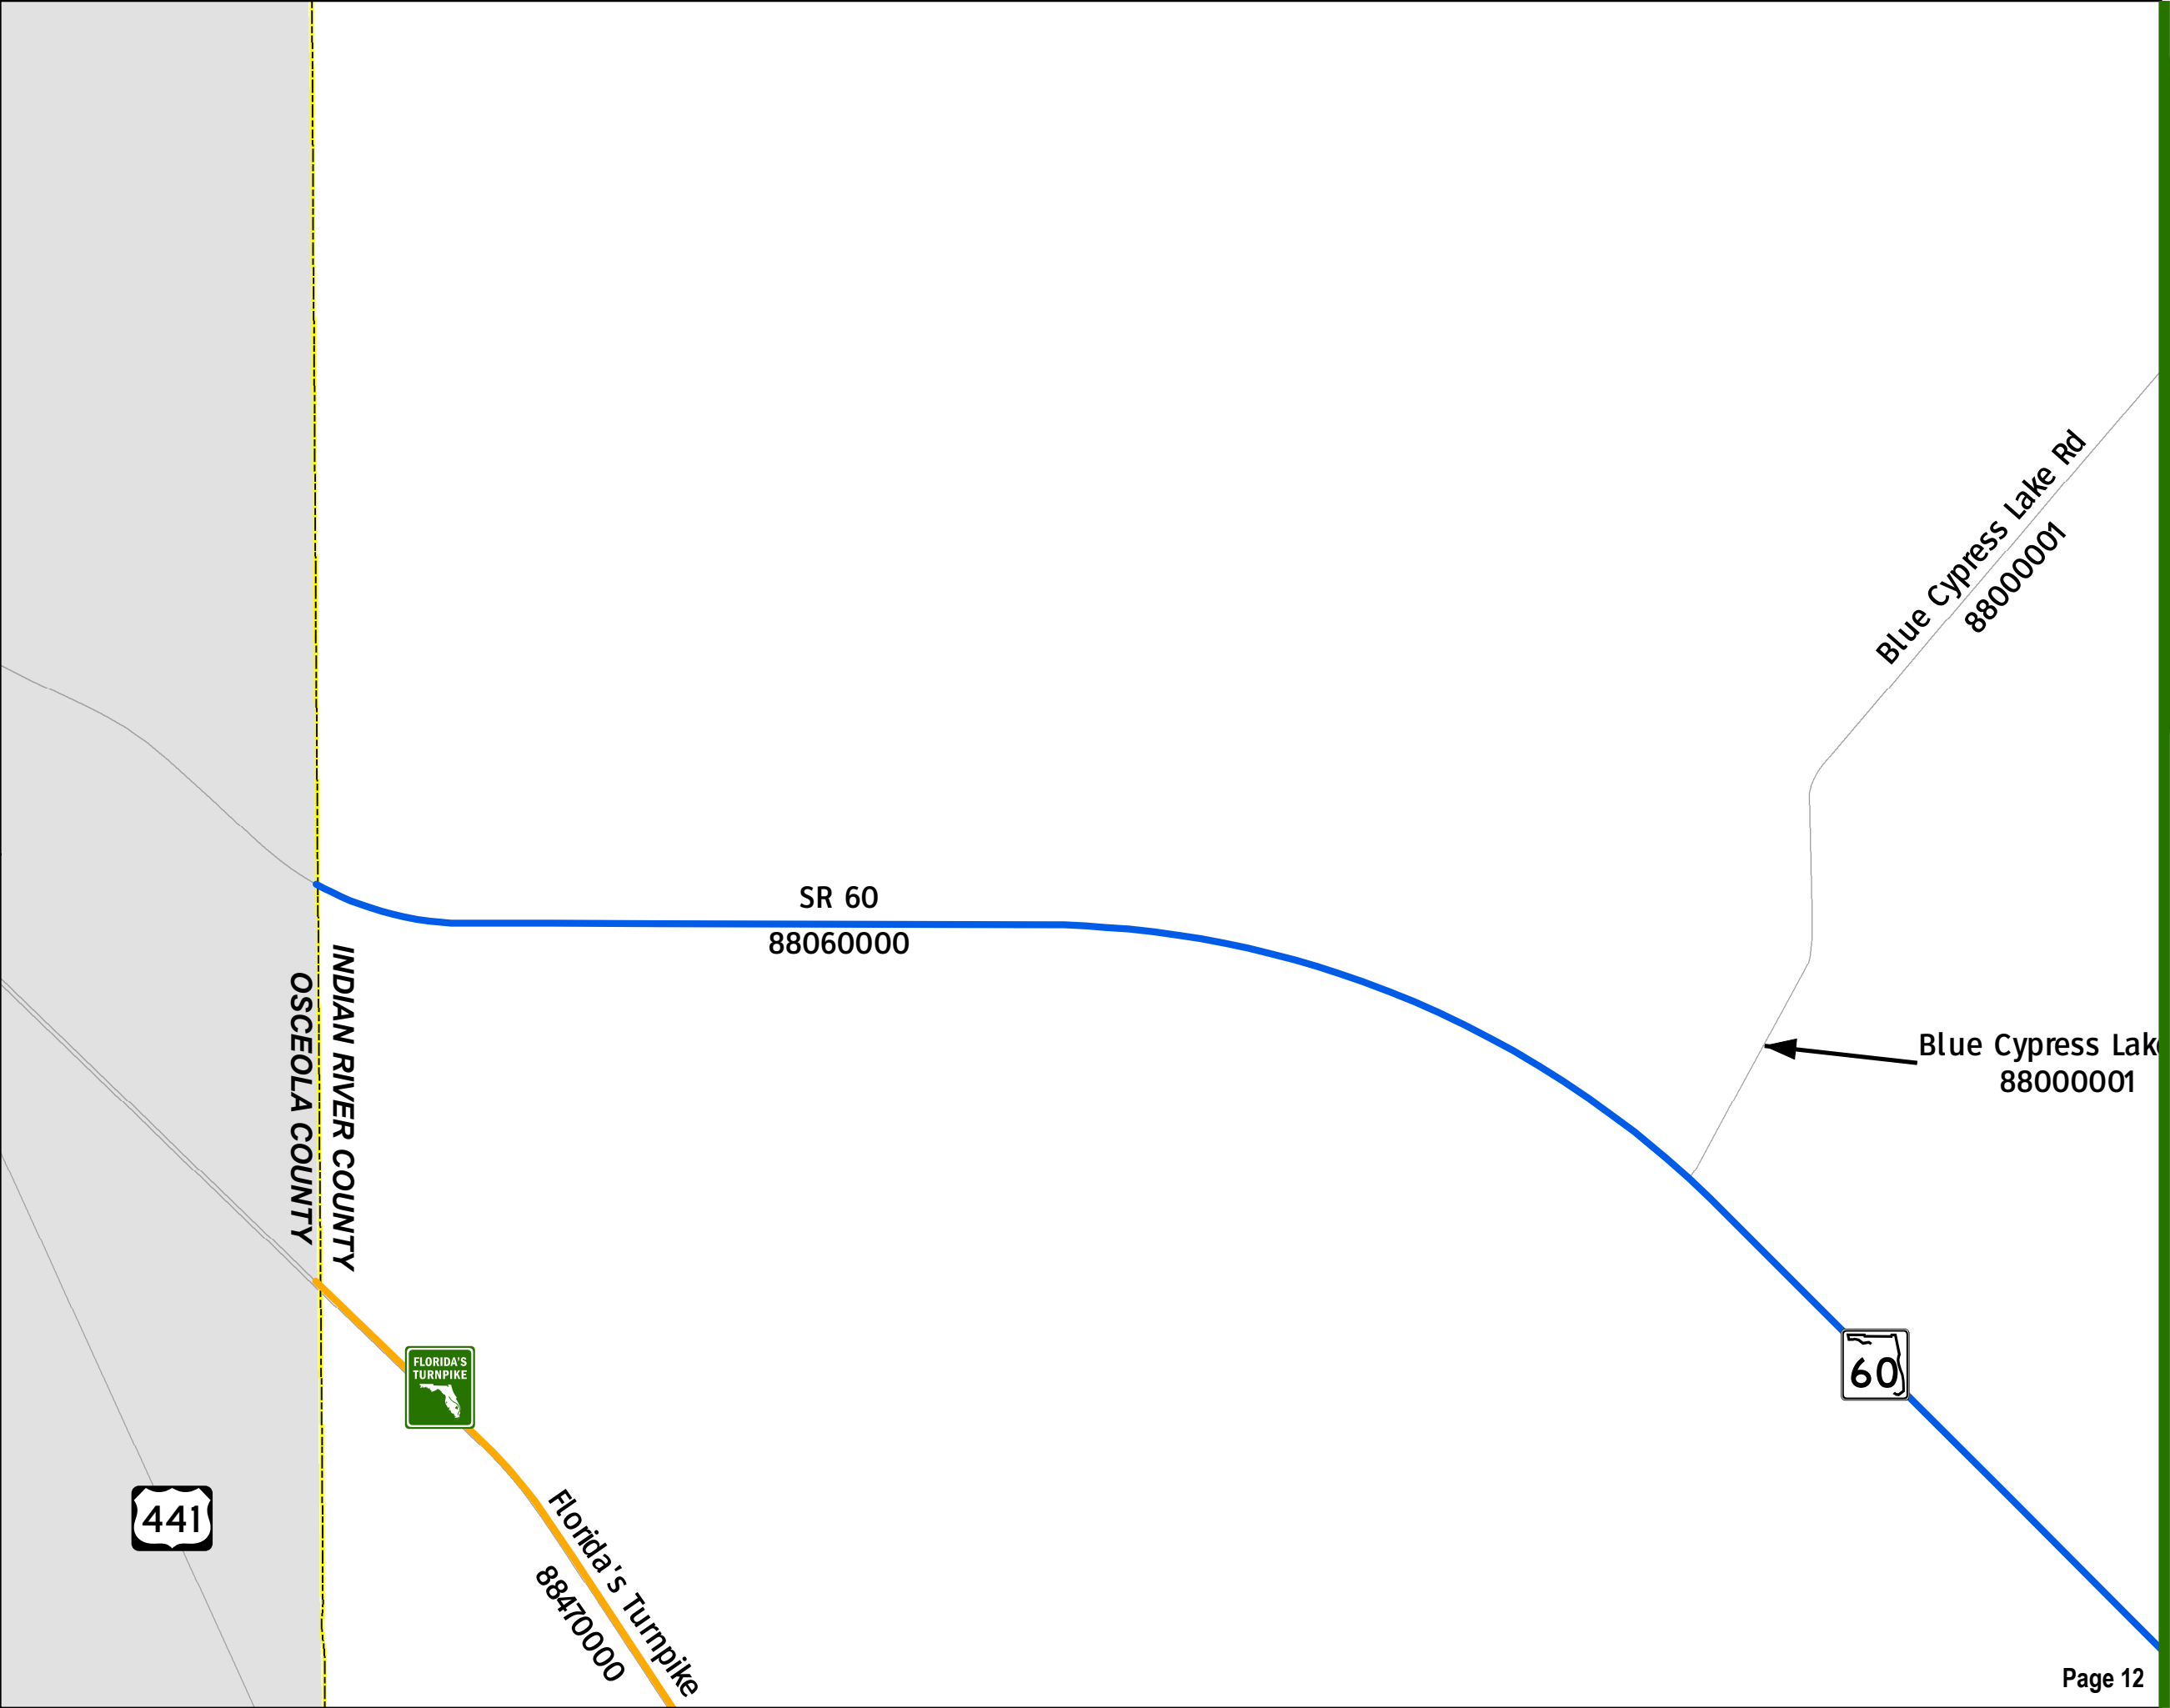 Blue Cypress Lake Rd
88000001
SR 60
88060000
INDIAN RIVER COUNTY
OSCEOLA COUNTY
Blue Cypress Lak
88000001
60
FLORIDA'S
TURNPIKE
441
Florida's Turnpike
88470000
Page 12